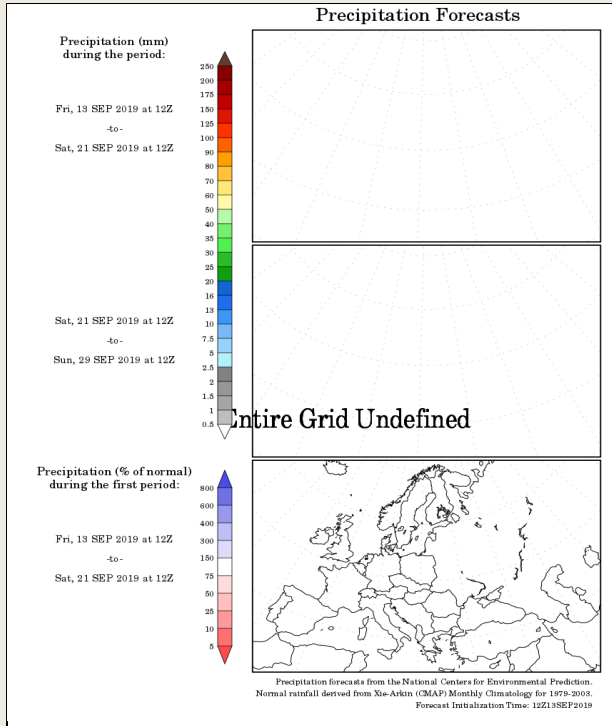 Precipitation Forecasts
Precipitation (mm)
during the period:
Fri, 13 SEP 2019 at 12Z
-to-
Sat, 21 SEP 2019 at 12Z
250
200
175
150
125
100
90
80
70
60
50
40
35
30
25
20
16
13
10
7.5
5
2.5
2
1.5
1
0.5
Sat, 21 SEP 2019 at 12Z
-to-
Sun, 29 SEP 2019 at 12Z
Entire Grid Undefined
Precipitation (% of normal)
during the first period:
Fri, 13 SEP 2019 at 12Z
-to-
Sat, 21 SEP 2019 at 12Z
800
600
400
300
150
75
50
25
10
5
Precipitation forecasts from the National Centers for Environmental Prediction.
Normal rainfall derived from Xie-Arkin (CMAP) Monthly Climatology for 1979-2003.
Forecast Initialization Time: 12Z13SEP2019